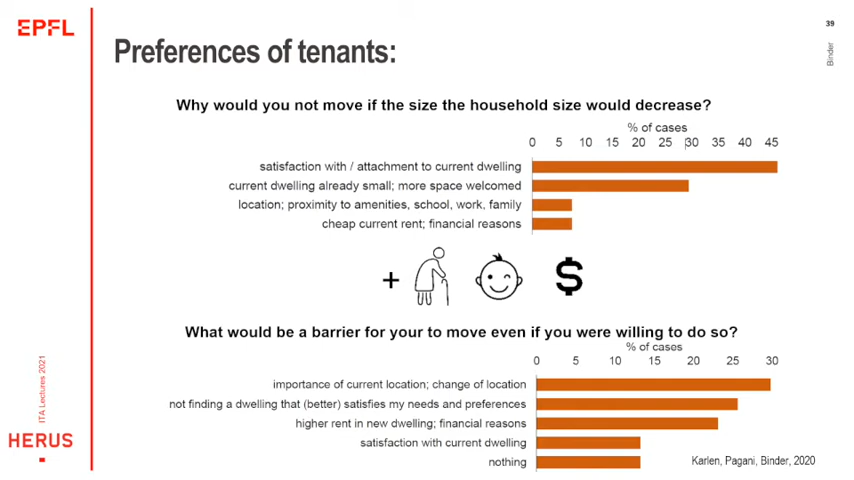 EPFL
39
Binder
Preferences of tenants:
Why would you not move if the size the household size would decrease?
% of cases
0 5 10 15 20 25 30 35 40 45
satisfaction with / attachment to current dwelling
current dwelling already small; more space welcomed
location; proximity to amenities, school, work, family
cheap current rent; financial reasons
+ $
What would be a barrier for your to move even if you were willing to do so?
% of cases
0 5 10 15 20 25 30
importance of current location; change of location
not finding a dwelling that (better) satisfies my needs and preferences
higher rent in new dwelling; financial reasons
satisfaction with current dwelling
nothing
Karlen, Pagani, Binder, 2020
ITA Lectures 2021
HERUS